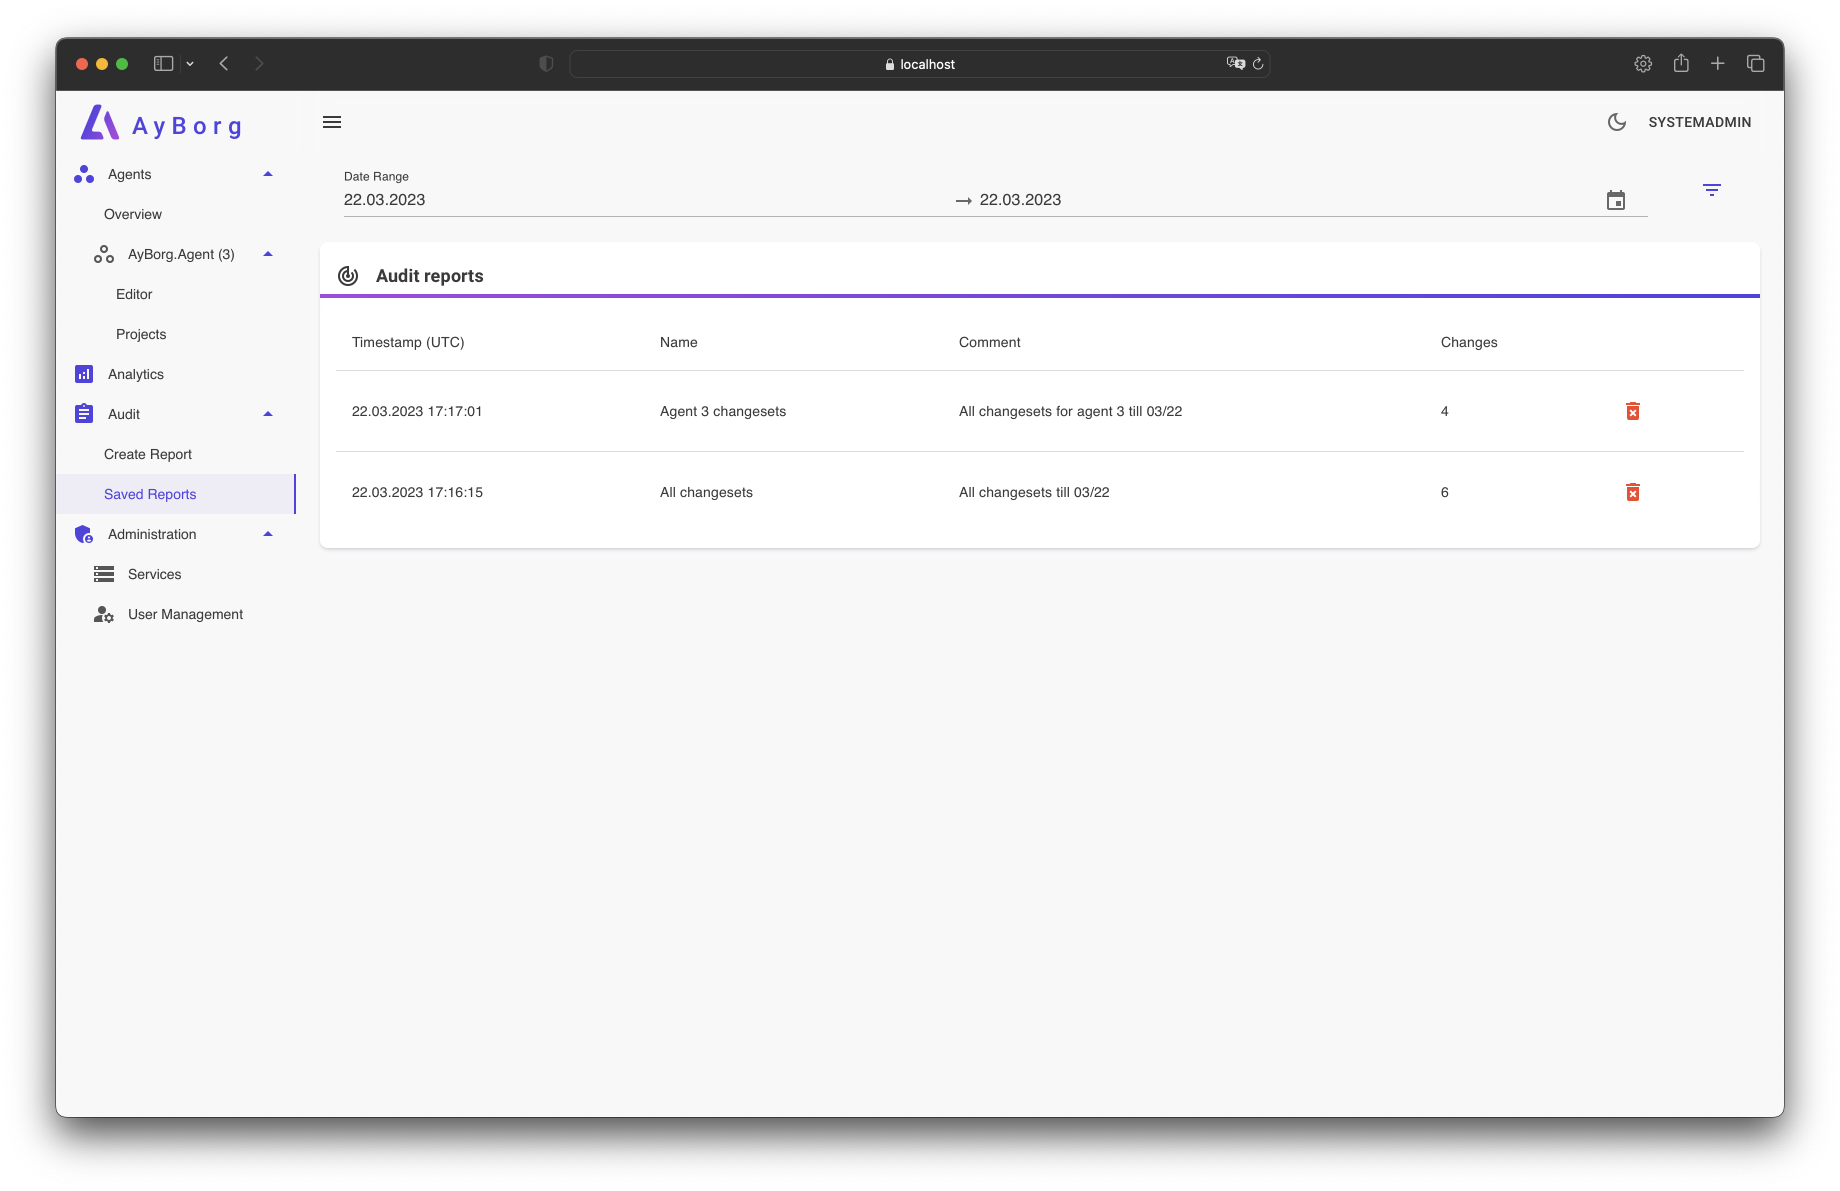 localhost
AyBorg
SYSTEMADMIN
Agents
Overview
AyBorg.Agent (3)
Editor
Projects
Analytics
Audit
Create Report
Saved Reports
Administration
Services
User Management
Date Range
22.03.2023 → 22.03.2023
Audit reports
Timestamp (UTC) Name Comment Changes
22.03.2023 17:17:01 Agent 3 changesets All changesets for agent 3 till 03/22 4
22.03.2023 17:16:15 All changesets All changesets till 03/22 6